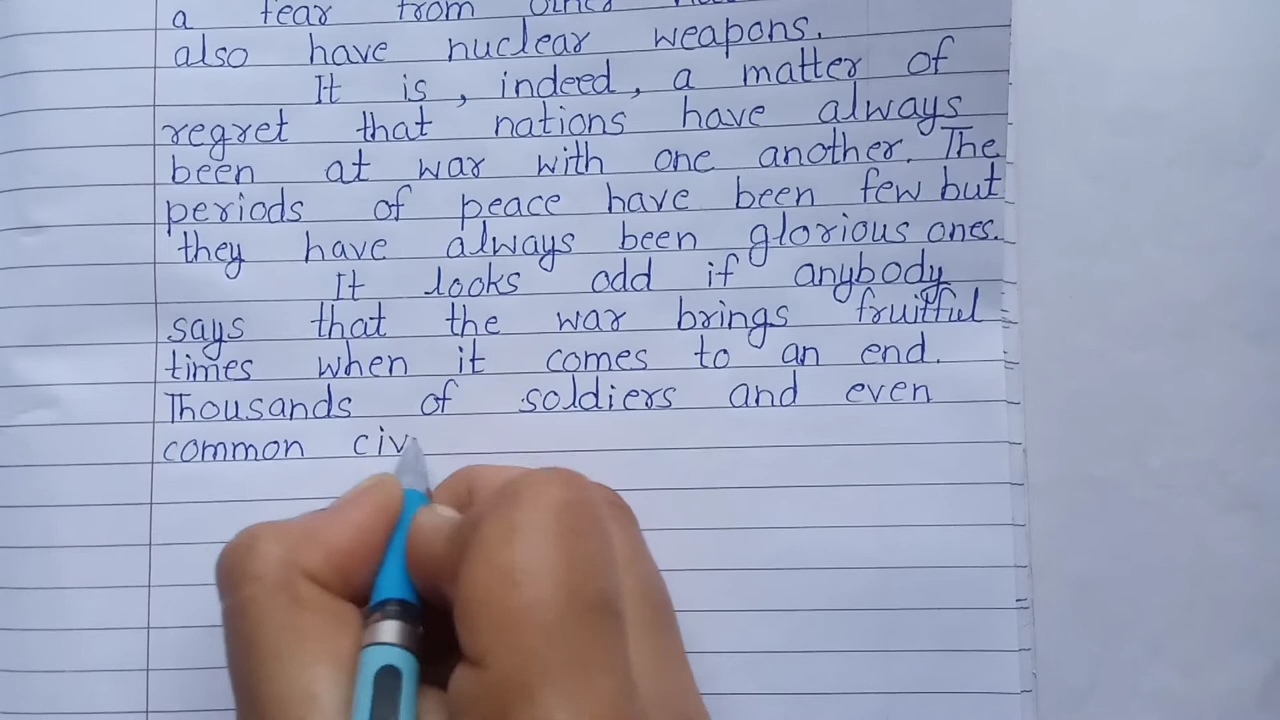 a fear from
also have nuclear weapons.
It is, indeed, a matter of
regret that nations have always
been at war with one another. The
periods of peace have been few but
they have always been glorious ones.
It looks add if anybody
says that the war brings fruitful
times when it comes to an end.
Thousands of soldiers and even
common civ